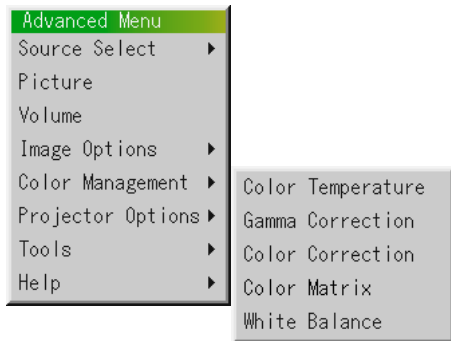 Advanced Menu
Source Select
Picture
Volume
Image Options
Color Management
Projector Options
Tools
Help
Color Temperature
Gamma Correction
Color Correction
Color Matrix
White Balance